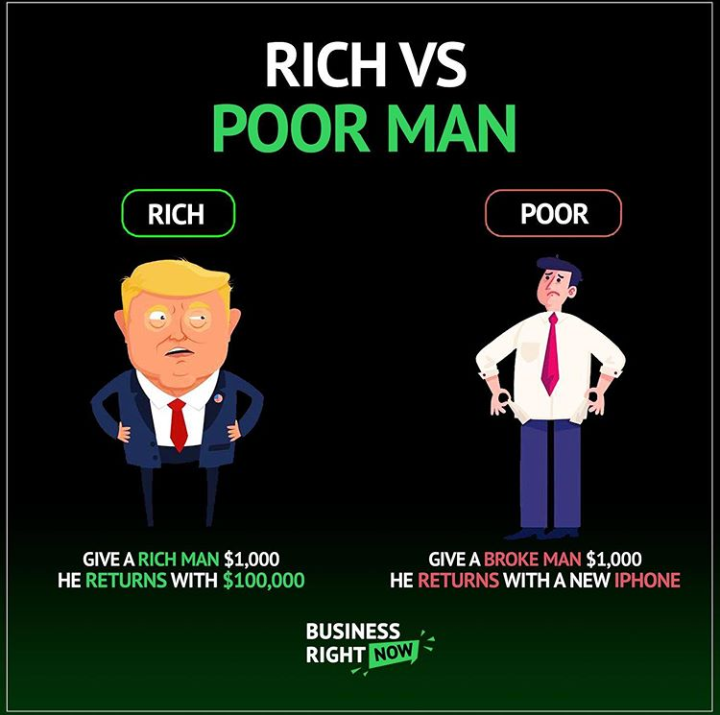 RICH VS
POOR MAN
RICH
POOR
GIVE A RICH MAN $1,000
HE RETURNS WITH $100,000
GIVE A BROKE MAN $1,000
HE RETURNS WITH A NEW IPHONE
BUSINESS
RIGHT NOW